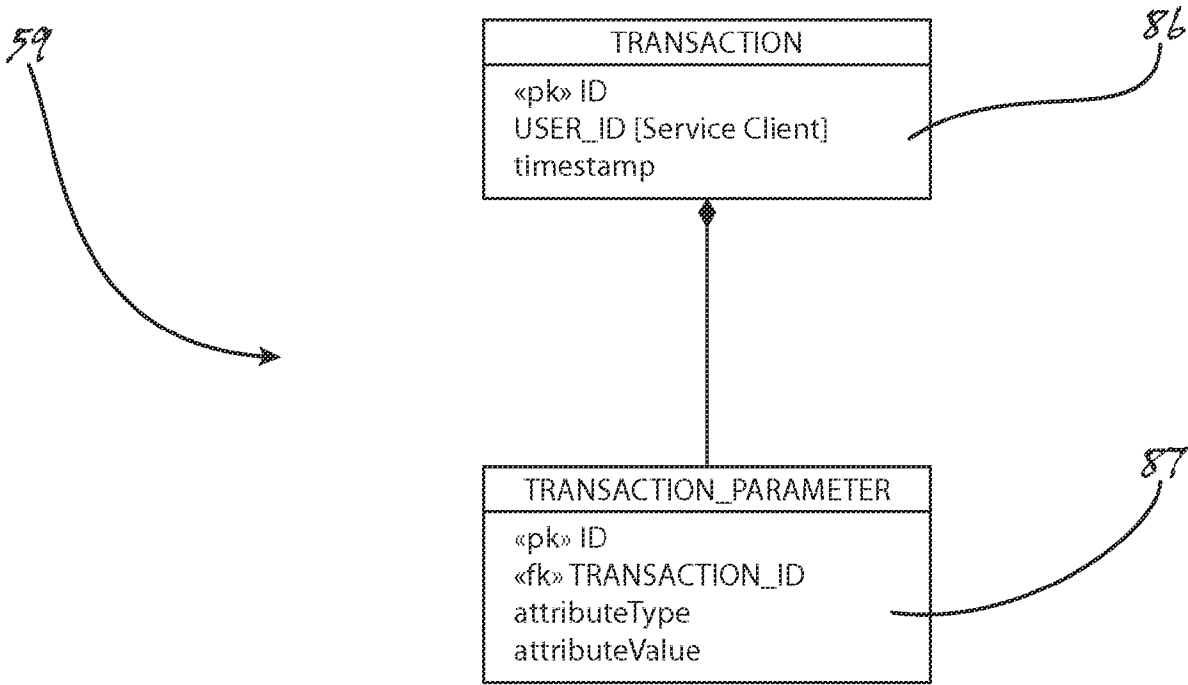 59
86
TRANSACTION
«pk» ID
USER_ID [Service Client]
timestamp
87
TRANSACTION_PARAMETER
«pk» ID
«fk» TRANSACTION_ID
attributeType
attributeValue